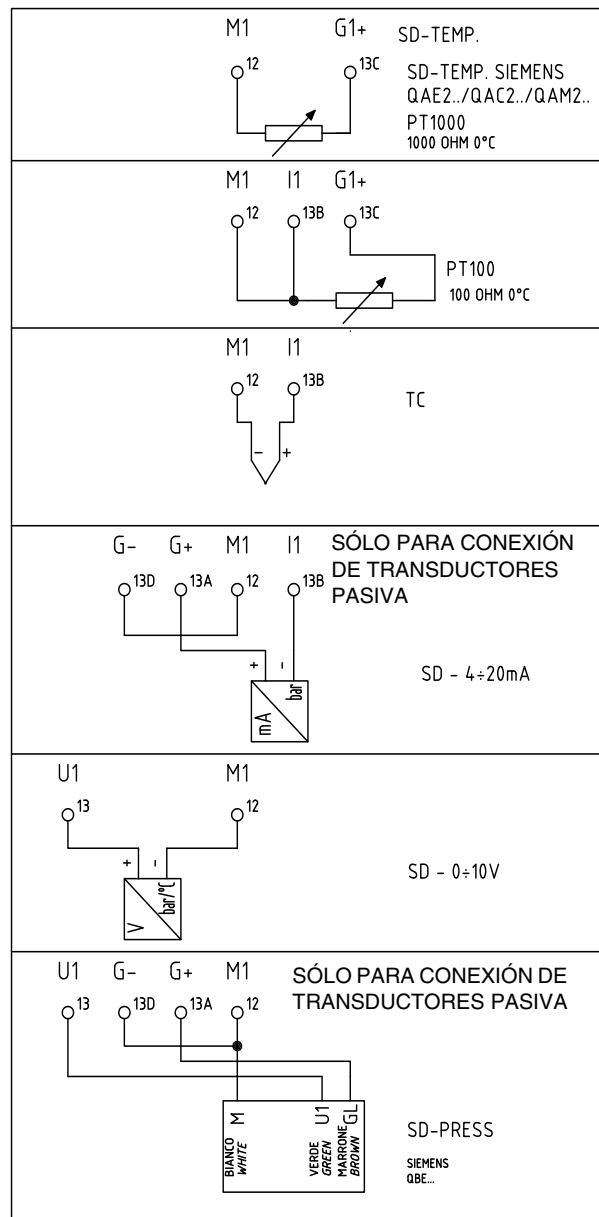 M1 G1+ SD-TEMP.
12 13C SD-TEMP. SIEMENS
QAE2../QAC2../QAM2..
PT1000
1000 OHM 0°C
M1 I1 G1+
12 13B 13C
PT100
100 OHM 0°C
M1 I1
12 13B
TC
- +
G- G+ M1 I1 SÓLO PARA CONEXIÓN
DE TRANSDUCTORES
13D 13A 12 13B PASIVA
+ -
mA bar
SD - 4÷20mA
U1 M1
13 12
+ -
V bar/°C
SD - 0÷10V
U1 G- G+ M1 SÓLO PARA CONEXIÓN DE
13 13D 13A 12 TRANSDUCTORES PASIVA
M U1 GL
BIANCO VERDE MARRONE
WHITE GREEN BROWN
SD-PRESS
SIEMENS
QBE...